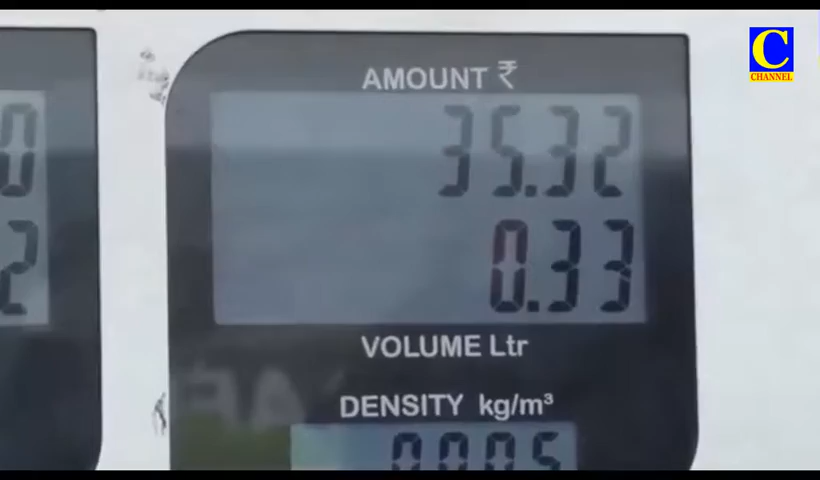 C
CHANNEL
AMOUNT ₹
35.32
0.33
VOLUME Ltr
DENSITY kg/m³